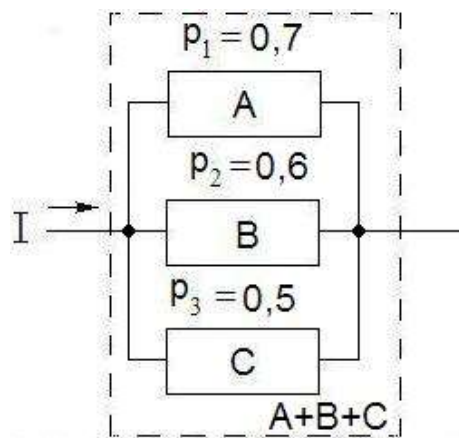 p₁ = 0,7
A
p₂ = 0,6
I
B
p₃ = 0,5
C
A+B+C